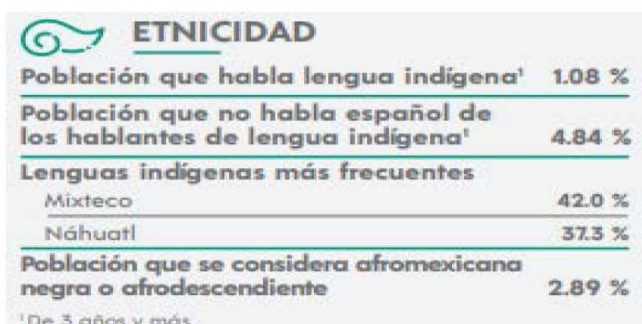 ETNICIDAD
Población que habla lengua indígena¹ 1.08 %
Población que no habla español de
los hablantes de lengua indígena¹ 4.84 %
Lenguas indígenas más frecuentes
Mixteco 42.0 %
Náhuatl 37.3 %
Población que se considera afromexicana
negra o afrodescendiente 2.89 %
¹De 3 años y más